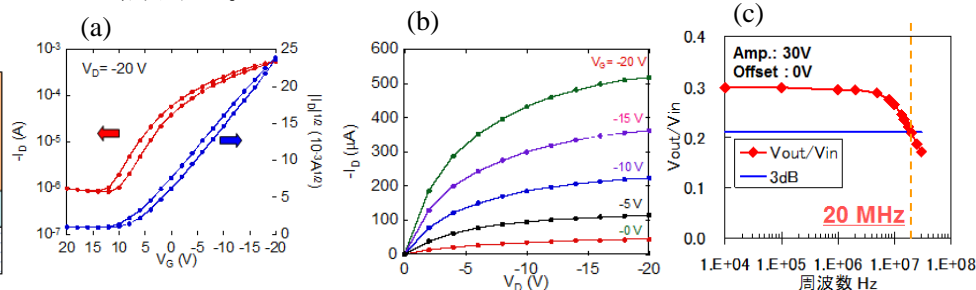 (a)
10-3
10-4
10-5
10-6
10-7
-ID (A)
VD= -20 V
25
20
15
10
5
0
|ID|1/2 (10-3A1/2)
20 15 10 5 0 -5 -10 -15 -20
VG (V)
(b)
600
500
400
300
200
100
0
-ID (µA)
VG= -20 V
-15 V
-10 V
-5 V
-0 V
0 -5 -10 -15 -20
VD (V)
(c)
0.4
0.3
0.2
0.1
0.0
Vout/Vin
Amp.: 30V
Offset : 0V
Vout/Vin
3dB
20 MHz
1.E+04 1.E+05 1.E+06 1.E+07 1.E+08
周波数 Hz